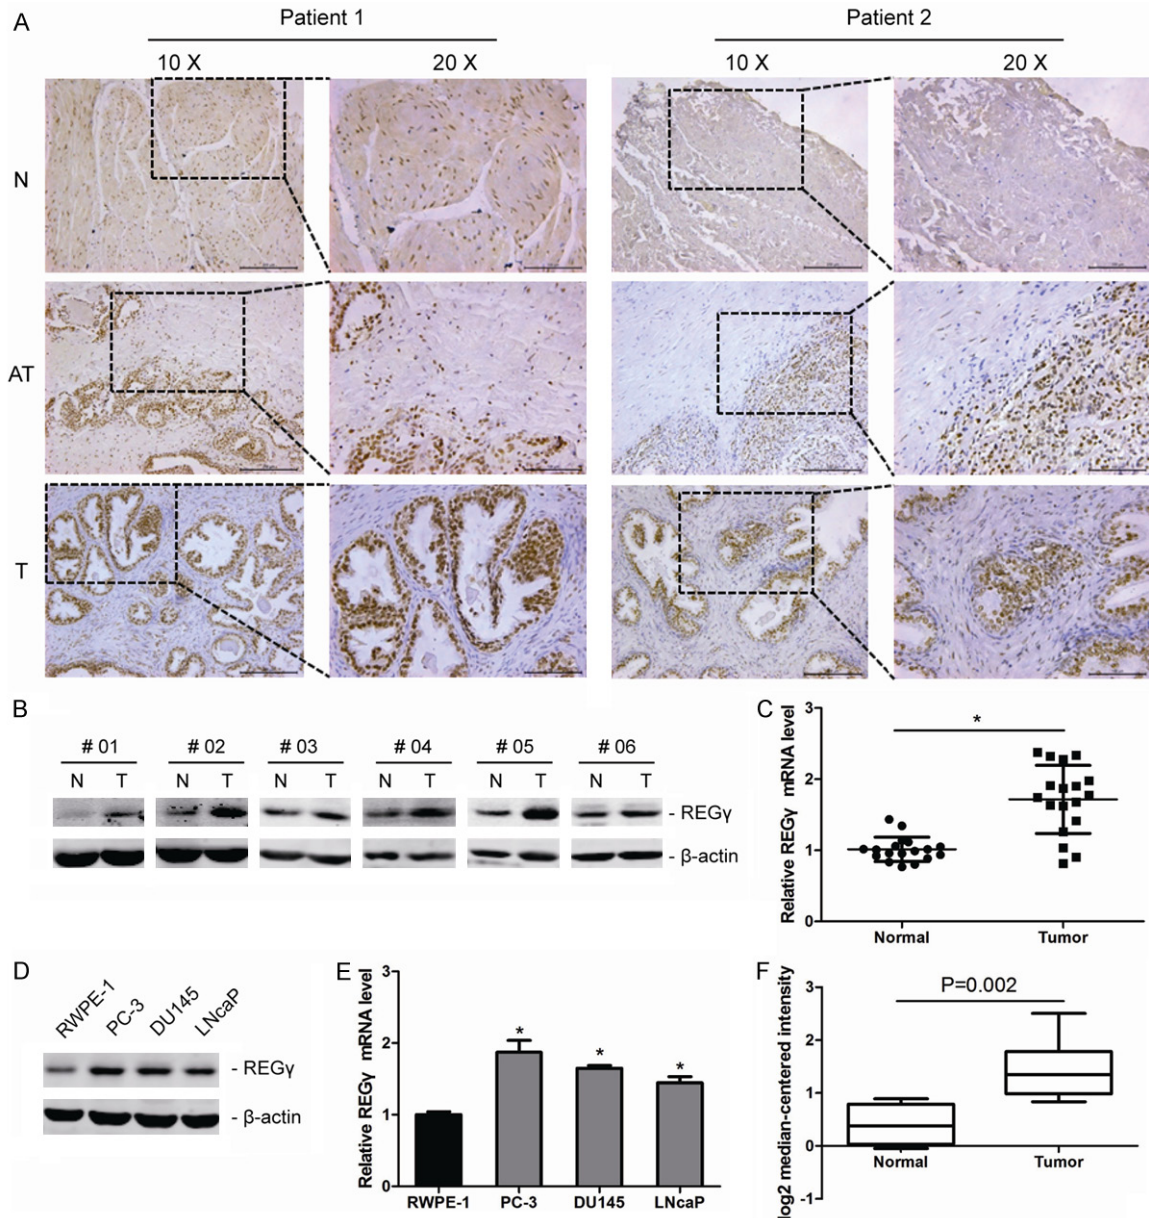 A
Patient 1
Patient 2
10 X
20 X
10 X
20 X
N
AT
T
B
# 01
# 02
# 03
# 04
# 05
# 06
N T N T N T N T N T N T
- REGγ
- β-actin
C
Relative REGγ mRNA level
3
2
1
0
*
Normal
Tumor
D
RWPE-1
PC-3
DU145
LNcaP
- REGγ
- β-actin
E
Relative REGγ mRNA level
3
2
1
0
*
*
*
RWPE-1
PC-3
DU145
LNcaP
F
log2 median-centered intensity
3
2
1
0
-1
P=0.002
Normal
Tumor